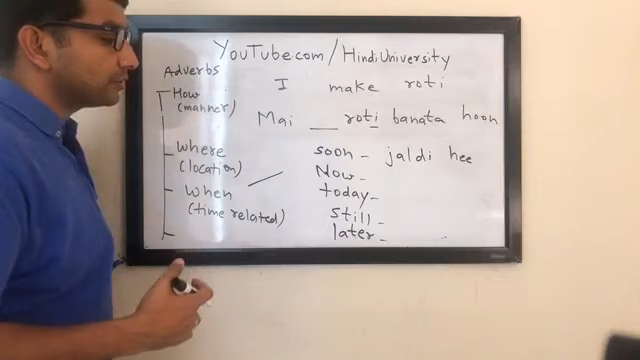 YouTube.com/HindiUniversity
Adverbs
I make roti
How
(manner)
Mai ___ roti banata hoon
where
(location)
when
(time related)
soon - jaldi hee
Now -
today -
still -
later -